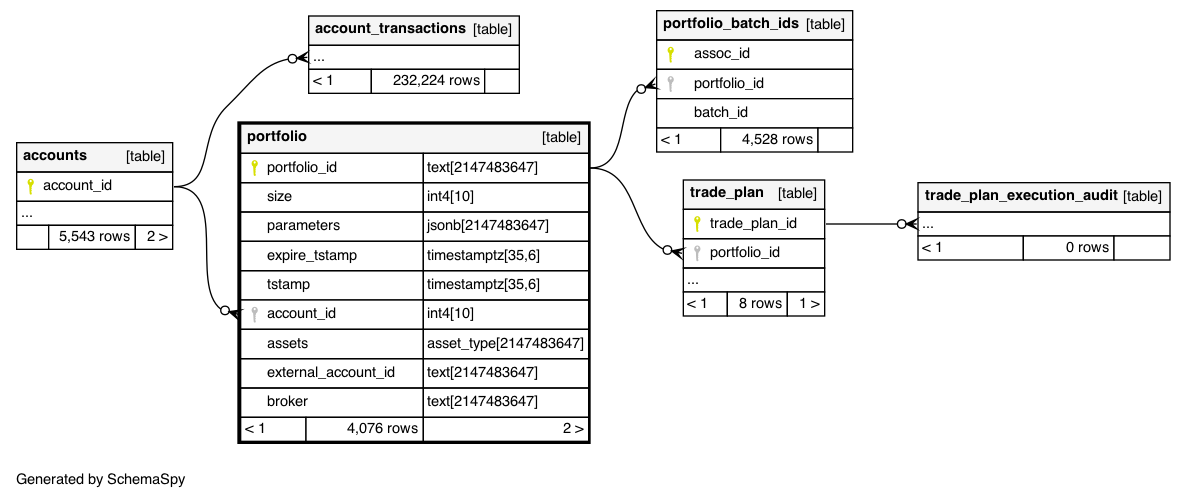 account_transactions [table]
...
< 1 232,224 rows
portfolio_batch_ids [table]
assoc_id
portfolio_id
batch_id
< 1 4,528 rows
accounts [table]
account_id
...
5,543 rows 2 >
portfolio [table]
portfolio_id text[2147483647]
size int4[10]
parameters jsonb[2147483647]
expire_tstamp timestamptz[35,6]
tstamp timestamptz[35,6]
account_id int4[10]
assets asset_type[2147483647]
external_account_id text[2147483647]
broker text[2147483647]
< 1 4,076 rows 2 >
trade_plan [table]
trade_plan_id
portfolio_id
...
< 1 8 rows 1 >
trade_plan_execution_audit [table]
...
< 1 0 rows
Generated by SchemaSpy